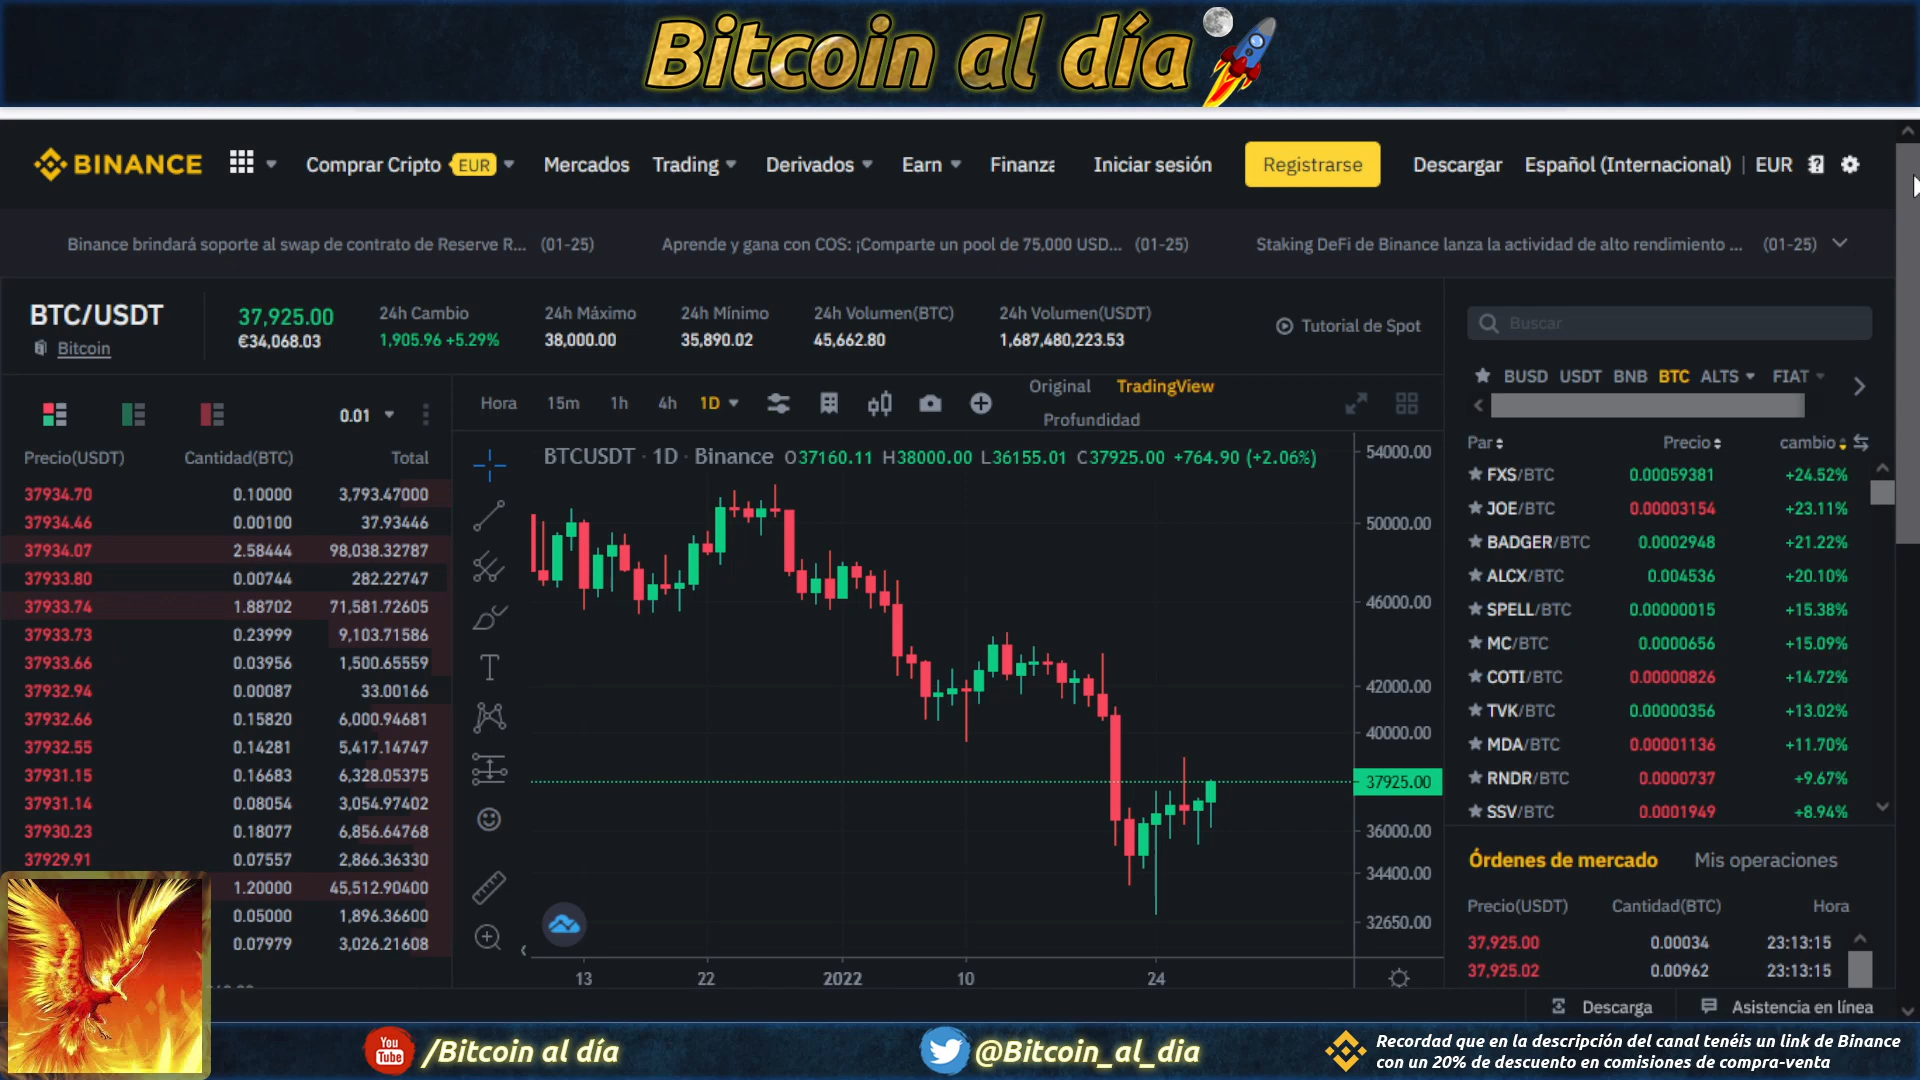 Bitcoin al día
BINANCE
Comprar Cripto EUR
Mercados
Trading
Derivados
Earn
Finanza
Iniciar sesión
Registrarse
Descargar
Español (Internacional)
EUR
Binance brindará soporte al swap de contrato de Reserve R... (01-25)
Aprende y gana con COS: ¡Comparte un pool de 75,000 USD... (01-25)
Staking DeFi de Binance lanza la actividad de alto rendimiento ... (01-25)
BTC/USDT
Bitcoin
37,925.00
€34,068.03
24h Cambio
1,905.96 +5.29%
24h Máximo
38,000.00
24h Mínimo
35,890.02
24h Volumen(BTC)
45,662.80
24h Volumen(USDT)
1,687,480,223.53
Tutorial de Spot
0.01
Precio(USDT) Cantidad(BTC) Total
37934.70 0.10000 3,793.47000
37934.46 0.00100 37.93446
37934.07 2.58444 98,038.32787
37933.80 0.00744 282.22747
37933.74 1.88702 71,581.72605
37933.73 0.23999 9,103.71586
37933.66 0.03956 1,500.65559
37932.94 0.00087 33.00166
37932.66 0.15820 6,000.94681
37932.55 0.14281 5,417.14747
37931.15 0.16683 6,328.05375
37931.14 0.08054 3,054.97402
37930.23 0.18077 6,856.64768
37929.91 0.07557 2,866.36330
1.20000 45,512.90400
0.05000 1,896.36600
0.07979 3,026.21608
Hora 15m 1h 4h 1D
Original TradingView
Profundidad
BTCUSDT · 1D · Binance O37160.11 H38000.00 L36155.01 C37925.00 +764.90 (+2.06%)
54000.00
50000.00
46000.00
42000.00
40000.00
37925.00
36000.00
34400.00
32650.00
13 22 2022 10 24
Buscar
BUSD USDT BNB BTC ALTS FIAT
Par Precio cambio
FXS/BTC 0.00059381 +24.52%
JOE/BTC 0.00003154 +23.11%
BADGER/BTC 0.0002948 +21.22%
ALCX/BTC 0.004536 +20.10%
SPELL/BTC 0.00000015 +15.38%
MC/BTC 0.0000656 +15.09%
COTI/BTC 0.00000826 +14.72%
TVK/BTC 0.00000356 +13.02%
MDA/BTC 0.00001136 +11.70%
RNDR/BTC 0.0000737 +9.67%
SSV/BTC 0.0001949 +8.94%
Órdenes de mercado Mis operaciones
Precio(USDT) Cantidad(BTC) Hora
37,925.00 0.00034 23:13:15
37,925.02 0.00962 23:13:15
Descarga
Asistencia en línea
You Tube
/Bitcoin al día
@Bitcoin_al_dia
Recordad que en la descripción del canal tenéis un link de Binance
con un 20% de descuento en comisiones de compra-venta